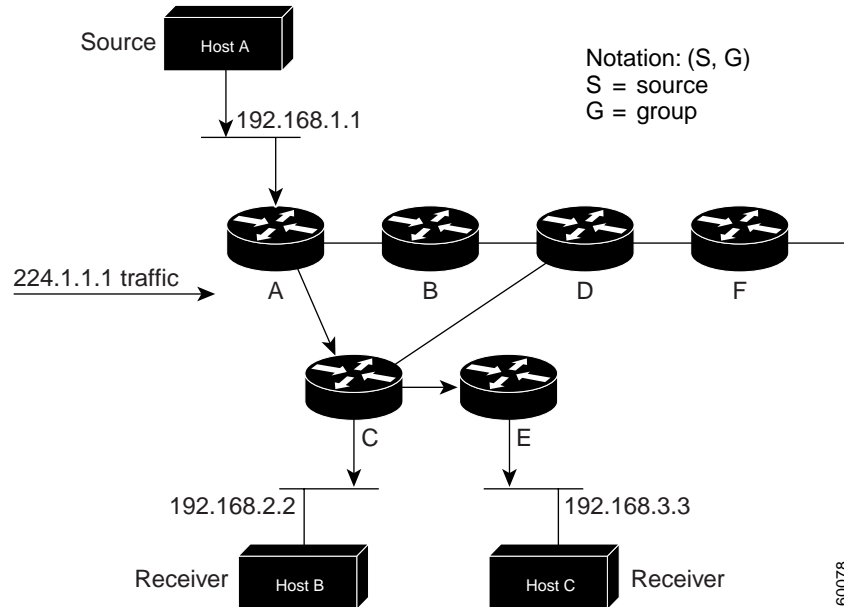 Source
Host A
Notation: (S, G)
S = source
G = group
192.168.1.1
224.1.1.1 traffic
A
B
D
F
C
E
192.168.2.2
192.168.3.3
Receiver
Host B
Host C
Receiver
60078